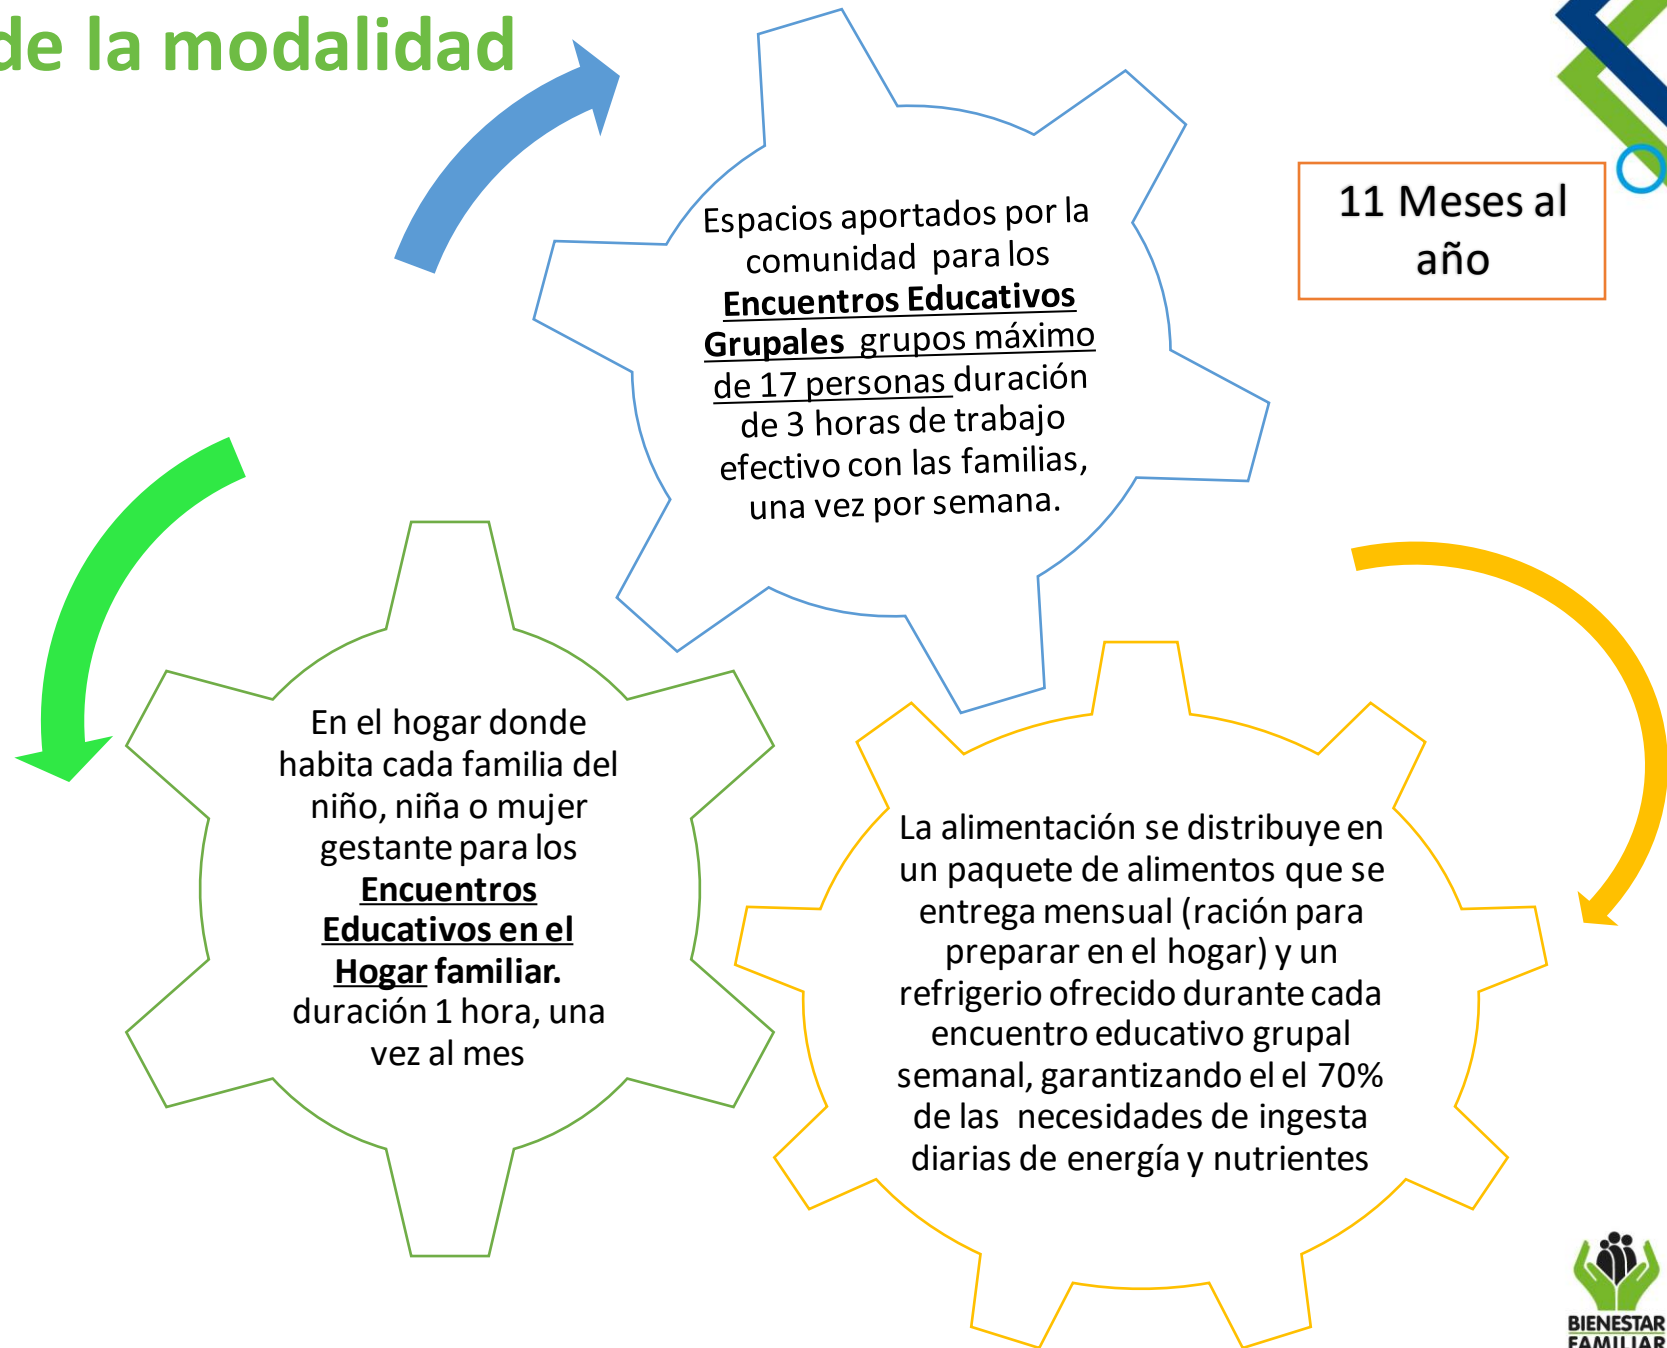 de la modalidad
11 Meses al
año
Espacios aportados por la
comunidad para los
Encuentros Educativos
Grupales grupos máximo
de 17 personas duración
de 3 horas de trabajo
efectivo con las familias,
una vez por semana.
En el hogar donde
habita cada familia del
niño, niña o mujer
gestante para los
Encuentros
Educativos en el
Hogar familiar.
duración 1 hora, una
vez al mes
La alimentación se distribuye en
un paquete de alimentos que se
entrega mensual (ración para
preparar en el hogar) y un
refrigerio ofrecido durante cada
encuentro educativo grupal
semanal, garantizando el el 70%
de las necesidades de ingesta
diarias de energía y nutrientes
BIENESTAR
FAMILIAR